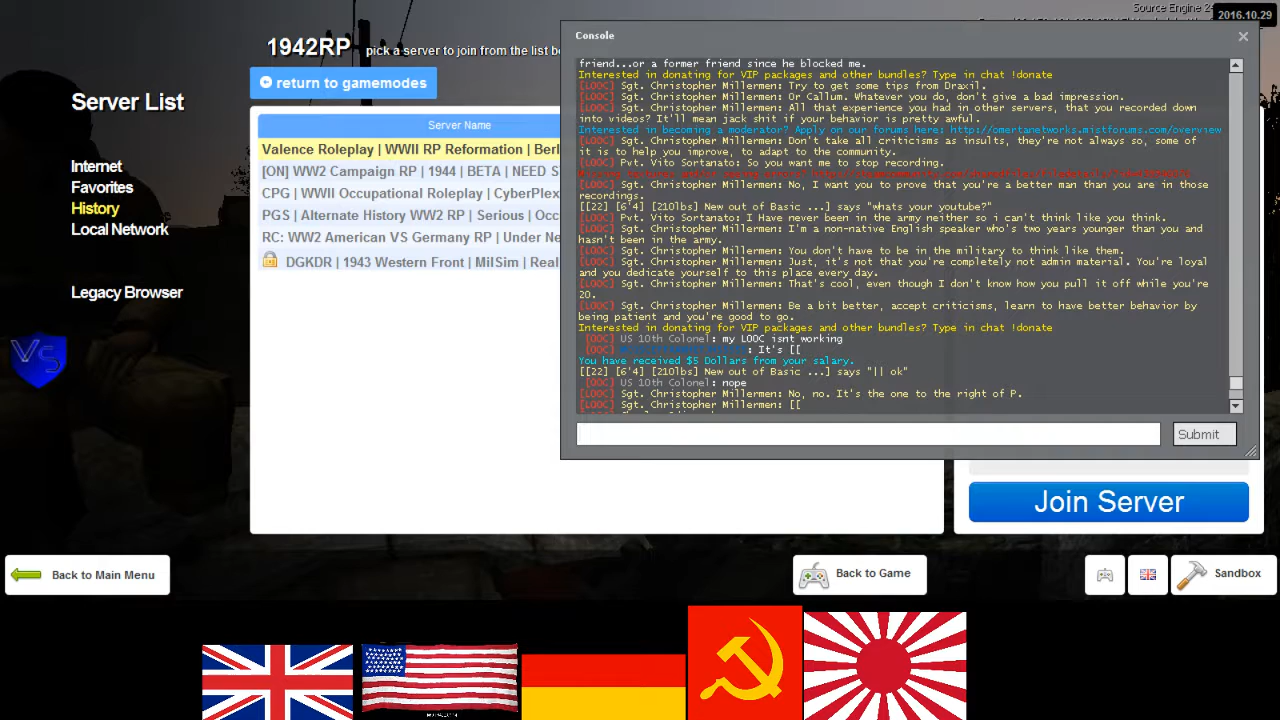 Source Engine 2
2016.10.29
1942RP pick a server to join from the list be
return to gamemodes
Server List
Internet
Favorites
History
Local Network
Legacy Browser
Server Name
Valence Roleplay | WWII RP Reformation | Berl
[ON] WW2 Campaign RP | 1944 | BETA | NEED S
CPG | WWII Occupational Roleplay | CyberPlex
PGS | Alternate History WW2 RP | Serious | Occ
RC: WW2 American VS Germany RP | Under Ne
DGKDR | 1943 Western Front | MilSim | Real
Console
friend...or a former friend since he blocked me.
Interested in donating for VIP packages and other bundles? Type in chat !donate
[LOOC] Sgt. Christopher Millermen: Try to get some tips from Draxil.
[LOOC] Sgt. Christopher Millermen: Or Callum. Whatever you do, don't give a bad impression.
[LOOC] Sgt. Christopher Millermen: All that experience you had in other servers, that you recorded down
into videos? It'll mean jack shit if your behavior is pretty awful.
Interested in becoming a moderator? Apply on our forums here: http://omertanetworks.mistforums.com/overview
[LOOC] Sgt. Christopher Millermen: Don't take all criticisms as insults, they're not always so, some of
it is to help you improve, to adapt to the community.
[LOOC] Pvt. Vito Sortanato: So you want me to stop recording.
[LOOC] Sgt. Christopher Millermen: No, I want you to prove that you're a better man than you are in those
recordings.
[[22] [6'4] [210lbs] New out of Basic ...] says "whats your youtube?"
[LOOC] Pvt. Vito Sortanato: I Have never been in the army neither so i can't think like you think.
[LOOC] Sgt. Christopher Millermen: I'm a non-native English speaker who's two years younger than you and
hasn't been in the army.
[LOOC] Sgt. Christopher Millermen: You don't have to be in the military to think like them.
[LOOC] Sgt. Christopher Millermen: Just, it's not that you're completely not admin material. You're loyal
and you dedicate yourself to this place every day.
[LOOC] Sgt. Christopher Millermen: That's cool, even though I don't know how you pull it off while you're
20.
[LOOC] Sgt. Christopher Millermen: Be a bit better, accept criticisms, learn to have better behavior by
being patient and you're good to go.
Interested in donating for VIP packages and other bundles? Type in chat !donate
[OOC] US 10th Colonel: my LOOC isnt working
[OOC] : It's [[
You have received $5 Dollars from your salary.
[[22] [6'4] [210lbs] New out of Basic ...] says "|| ok"
[OOC] US 10th Colonel: nope
[LOOC] Sgt. Christopher Millermen: No, no. It's the one to the right of P.
[LOOC] Sgt. Christopher Millermen: [[
Submit
Join Server
VS
Back to Main Menu
Back to Game
Sandbox